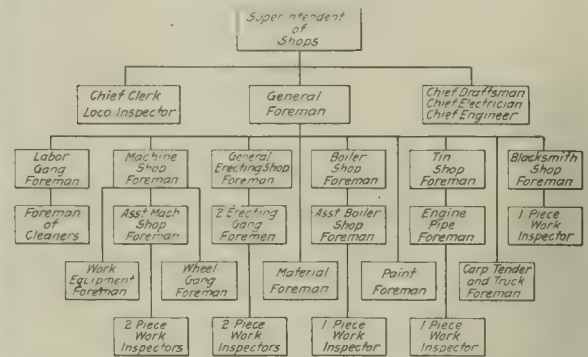 Superintendent
of
Shops
Chief Clerk
Loco Inspector
General
Foreman
Chief Draftsman
Chief Electrician
Chief Engineer
Labor
Gang
Foreman
Machine
Shop
Foreman
General
Erecting Shop
Foreman
Boiler
Shop
Foreman
Tin
Shop
Foreman
Blacksmith
Shop
Foreman
Foreman
of
Cleaners
Asst Mach
Shop
Foreman
2 Erecting
Gang
Foremen
Asst Boiler
Shop
Foreman
Engine
Pipe
Foreman
1 Piece
Work
Inspector
Work
Equipment
Foreman
Wheel
Gang
Foreman
Material
Foreman
Paint
Foreman
Carp Tender
and Truck
Foreman
2 Piece
Work
Inspectors
2 Piece
Work
Inspectors
1 Piece
Work
Inspector
1 Piece
Work
Inspector